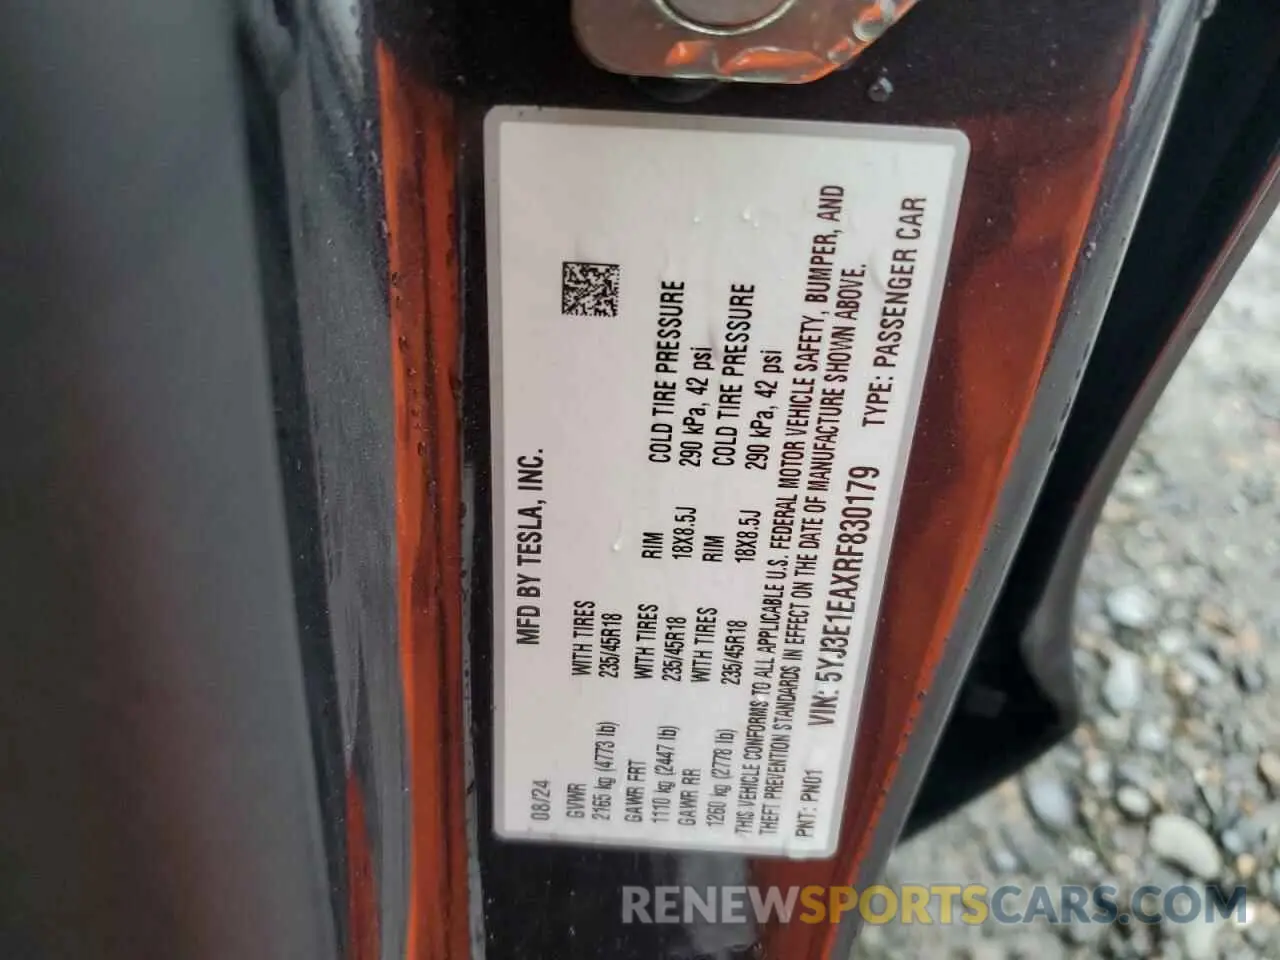 MFD BY TESLA, INC.
08/24
GVWR
2165 kg (4773 lb)
WITH TIRES
235/45R18
GAWR FRT
1110 kg (2447 lb)
WITH TIRES
235/45R18
RIM
18X8.5J
COLD TIRE PRESSURE
290 kPa, 42 psi
GAWR RR
1260 kg (2778 lb)
WITH TIRES
235/45R18
RIM
18X8.5J
COLD TIRE PRESSURE
290 kPa, 42 psi
THIS VEHICLE CONFORMS TO ALL APPLICABLE U.S. FEDERAL MOTOR VEHICLE SAFETY, BUMPER, AND
THEFT PREVENTION STANDARDS IN EFFECT ON THE DATE OF MANUFACTURE SHOWN ABOVE.
PNT: PN01 VIN: 5YJ3E1EAXRF830179 TYPE: PASSENGER CAR
RENEWSPORTSCARS.COM